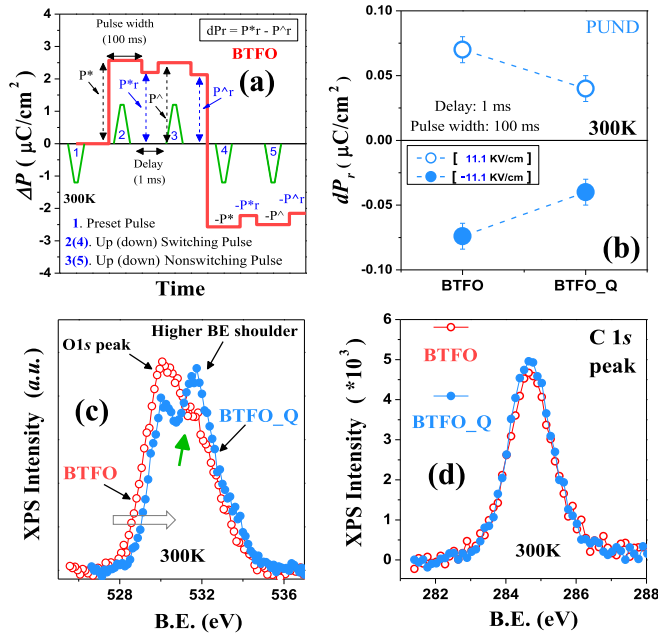 Pulse width
(100 ms)
dPr = P*r - P^r
BTFO
(a)
P*
P*r
P^
P^r
1
2
3
4
5
Delay
(1 ms)
300K
-P*
-P*r
-P^
-P^r
1. Preset Pulse
2(4). Up (down) Switching Pulse
3(5). Up (down) Nonswitching Pulse
ΔP ( μC/cm²)
4
3
2
1
0
-1
-2
-3
-4
Time
PUND
(b)
Delay: 1 ms
Pulse width: 100 ms
300K
[ 11.1 KV/cm]
[ -11.1 KV/cm]
dPr ( μC/cm²)
0.10
0.05
0.00
-0.05
-0.10
BTFO
BTFO_Q
O1s peak
Higher BE shoulder
(c)
BTFO_Q
BTFO
300K
XPS Intensity (a.u.)
528
532
536
B.E. (eV)
C 1s
peak
BTFO
BTFO_Q
(d)
300K
XPS Intensity ( *10³)
6
5
4
3
2
1
0
282
284
286
288
B.E. (eV)